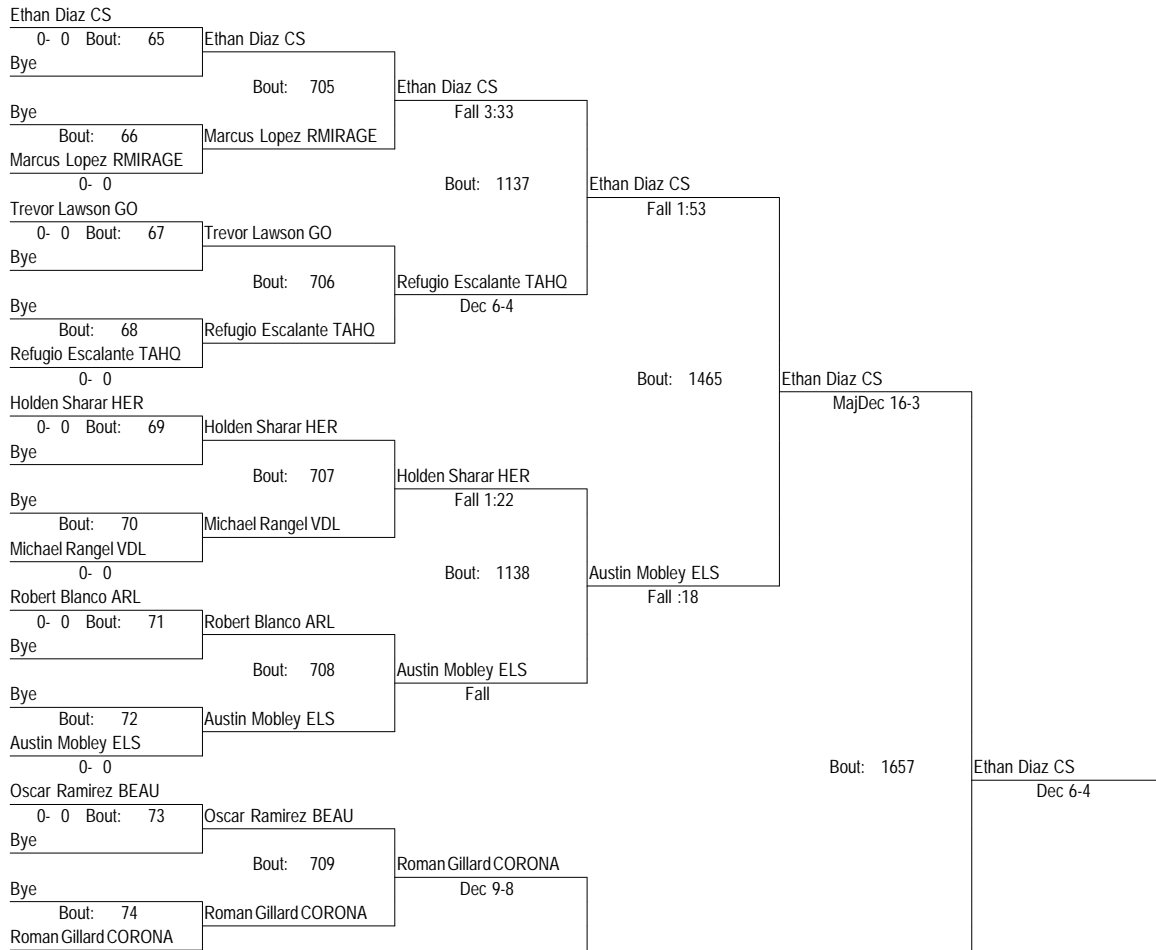 Ethan Diaz CS
0- 0 Bout: 65 Ethan Diaz CS
Bye
Bout: 705 Ethan Diaz CS
Bye Fall 3:33
Bout: 66 Marcus Lopez RMIRAGE
Marcus Lopez RMIRAGE
0- 0 Bout: 1137 Ethan Diaz CS
Trevor Lawson GO Fall 1:53
0- 0 Bout: 67 Trevor Lawson GO
Bye
Bout: 706 Refugio Escalante TAHQ
Bye Dec 6-4
Bout: 68 Refugio Escalante TAHQ
Refugio Escalante TAHQ
0- 0 Bout: 1465 Ethan Diaz CS
Holden Sharar HER MajDec 16-3
0- 0 Bout: 69 Holden Sharar HER
Bye
Bout: 707 Holden Sharar HER
Bye Fall 1:22
Bout: 70 Michael Rangel VDL
Michael Rangel VDL
0- 0 Bout: 1138 Austin Mobley ELS
Robert Blanco ARL Fall :18
0- 0 Bout: 71 Robert Blanco ARL
Bye
Bout: 708 Austin Mobley ELS
Bye Fall
Bout: 72 Austin Mobley ELS
Austin Mobley ELS
0- 0 Bout: 1657 Ethan Diaz CS
Oscar Ramirez BEAU Dec 6-4
0- 0 Bout: 73 Oscar Ramirez BEAU
Bye
Bout: 709 Roman Gillard CORONA
Bye Dec 9-8
Bout: 74 Roman Gillard CORONA
Roman Gillard CORONA